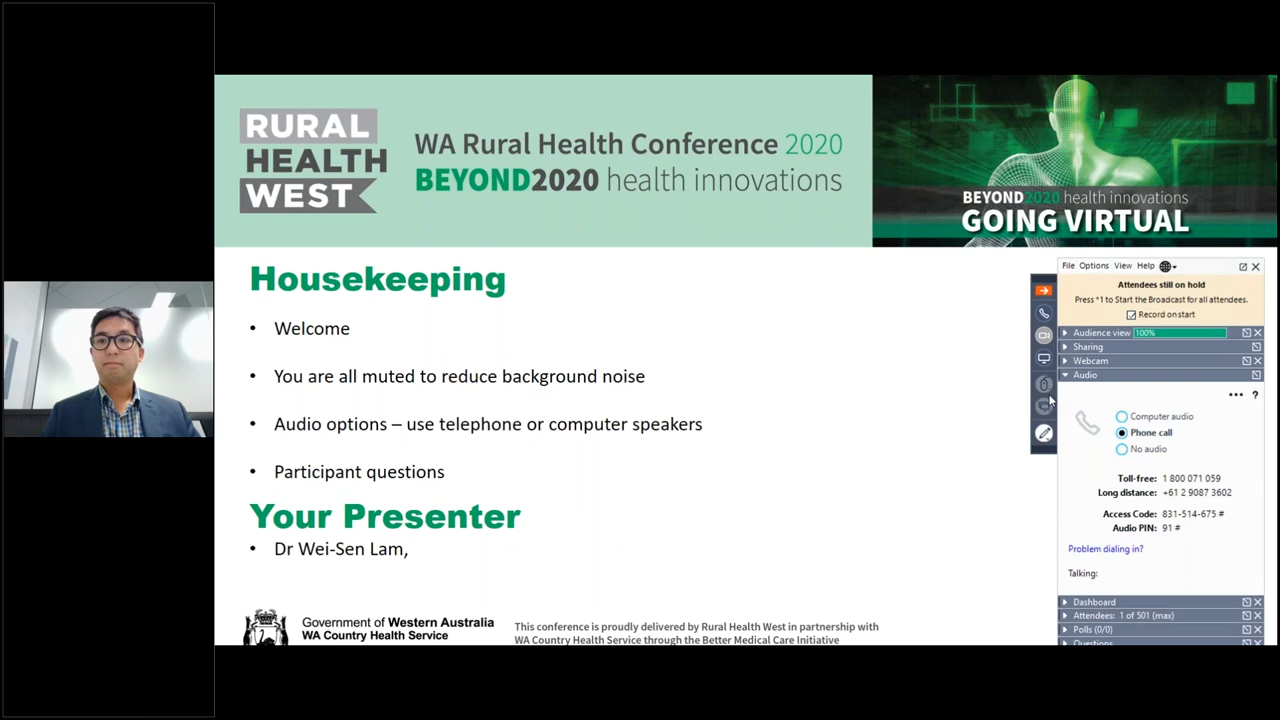 RURAL
HEALTH
WEST
WA Rural Health Conference 2020
BEYOND2020 health innovations
BEYOND2020 health innovations
GOING VIRTUAL
Housekeeping
• Welcome
• You are all muted to reduce background noise
• Audio options – use telephone or computer speakers
• Participant questions
Your Presenter
• Dr Wei-Sen Lam,
Government of Western Australia
WA Country Health Service
This conference is proudly delivered by Rural Health West in partnership with
WA Country Health Service through the Better Medical Care Initiative
File Options View Help
Attendees still on hold
Press *1 to Start the Broadcast for all attendees.
Record on start
Audience view 100%
Sharing
Webcam
Audio
... ?
Computer audio
Phone call
No audio
Toll-free: 1 800 071 059
Long distance: +61 2 9087 3602
Access Code: 831-514-675 #
Audio PIN: 91 #
Problem dialing in?
Talking:
Dashboard
Attendees: 1 of 501 (max)
Polls (0/0)
Questions